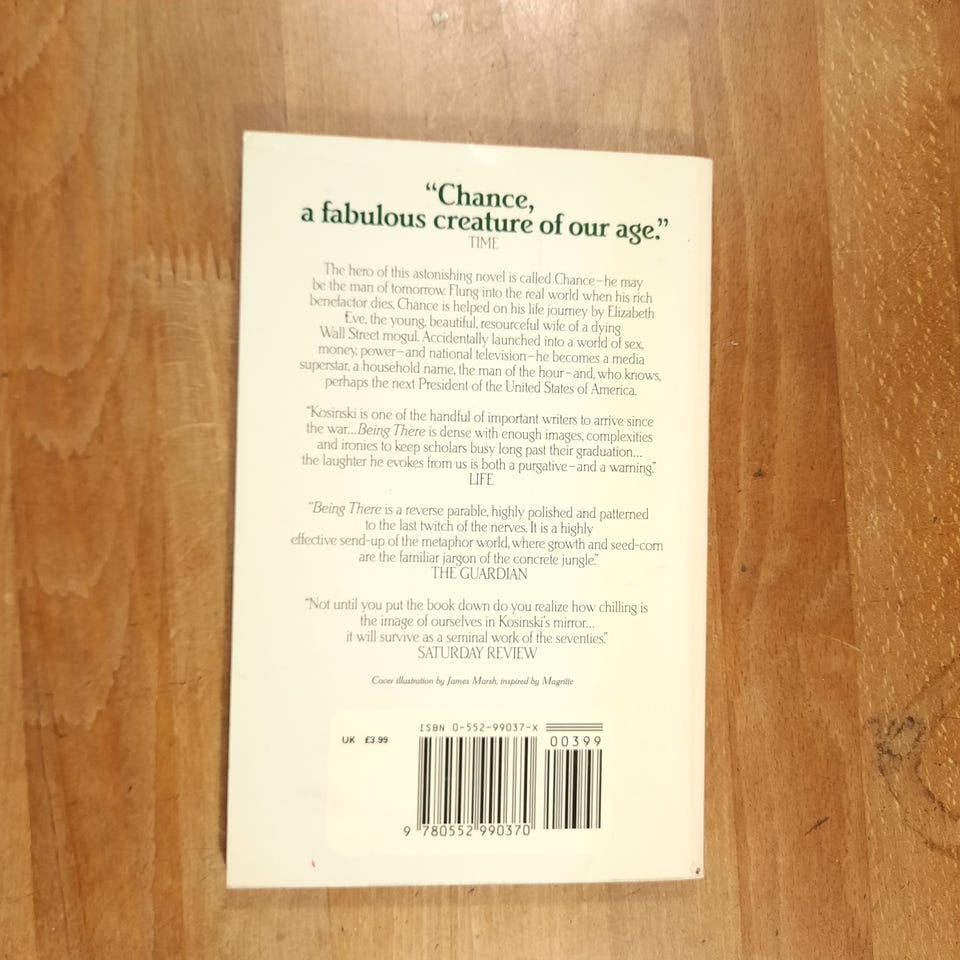 “Chance,
a fabulous creature of our age.”
TIME
The hero of this astonishing novel is called Chance–he may
be the man of tomorrow. Flung into the real world when his rich
benefactor dies, Chance is helped on his life journey by Elizabeth
Eve, the young, beautiful, resourceful wife of a dying
Wall Street mogul. Accidentally launched into a world of sex,
money, power–and national television–he becomes a media
superstar, a household name, the man of the hour–and, who knows,
perhaps the next President of the United States of America.
“Kosinski is one of the handful of important writers to arrive since
the war...Being There is dense with enough images, complexities
and ironies to keep scholars busy long past their graduation...
the laughter he evokes from us is both a purgative–and a warning.”
LIFE
“Being There is a reverse parable, highly polished and patterned
to the last twitch of the nerves. It is a highly
effective send-up of the metaphor world, where growth and seed-corn
are the familiar jargon of the concrete jungle.”
THE GUARDIAN
“Not until you put the book down do you realize how chilling is
the image of ourselves in Kosinski's mirror...
it will survive as a seminal work of the seventies.”
SATURDAY REVIEW
Cover illustration by James Marsh, inspired by Magritte
ISBN 0-552-99037-X
UK £3.99
00399
9 780552 990370